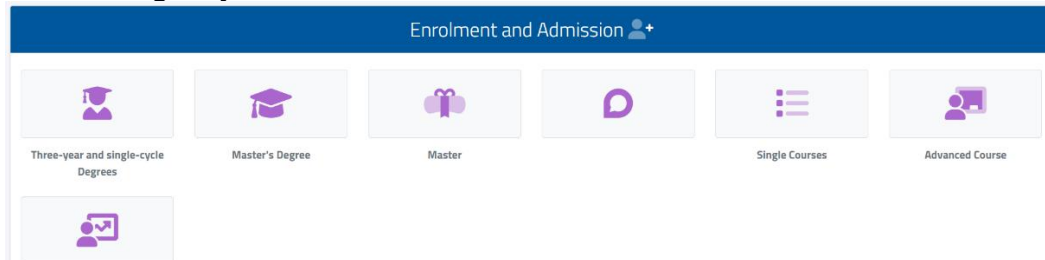 Enrolment and Admission
Three-year and single-cycle
Degrees
Master's Degree
Master
Single Courses
Advanced Course